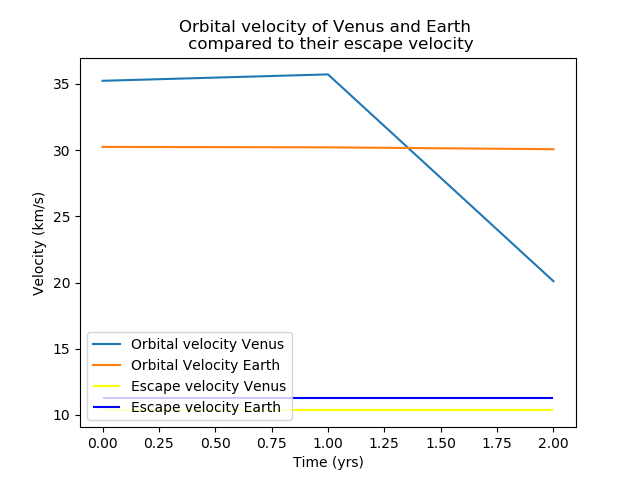 Orbital velocity of Venus and Earth
compared to their escape velocity
Velocity (km/s)
35
30
25
20
15
10
Orbital velocity Venus
Orbital Velocity Earth
Escape velocity Venus
Escape velocity Earth
0.00 0.25 0.50 0.75 1.00 1.25 1.50 1.75 2.00
Time (yrs)